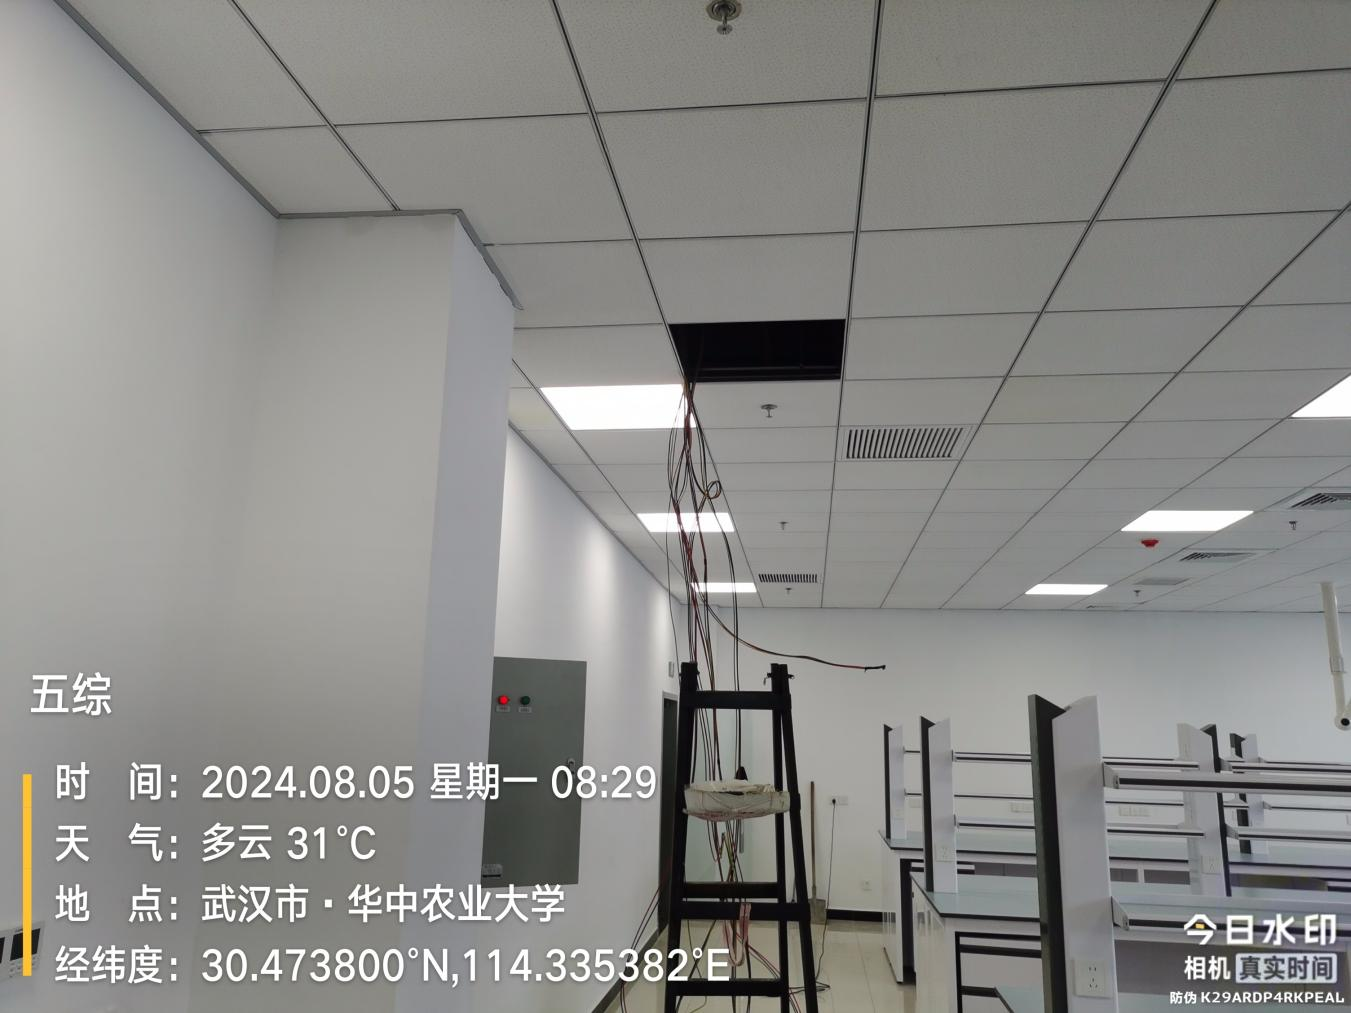 五综
时 间：2024.08.05 星期一 08:29
天 气：多云 31°C
地 点：武汉市·华中农业大学
经纬度：30.473800°N,114.335382°E
今日水印
相机 真实时间
防伪 K29ARDP4RKPEAL